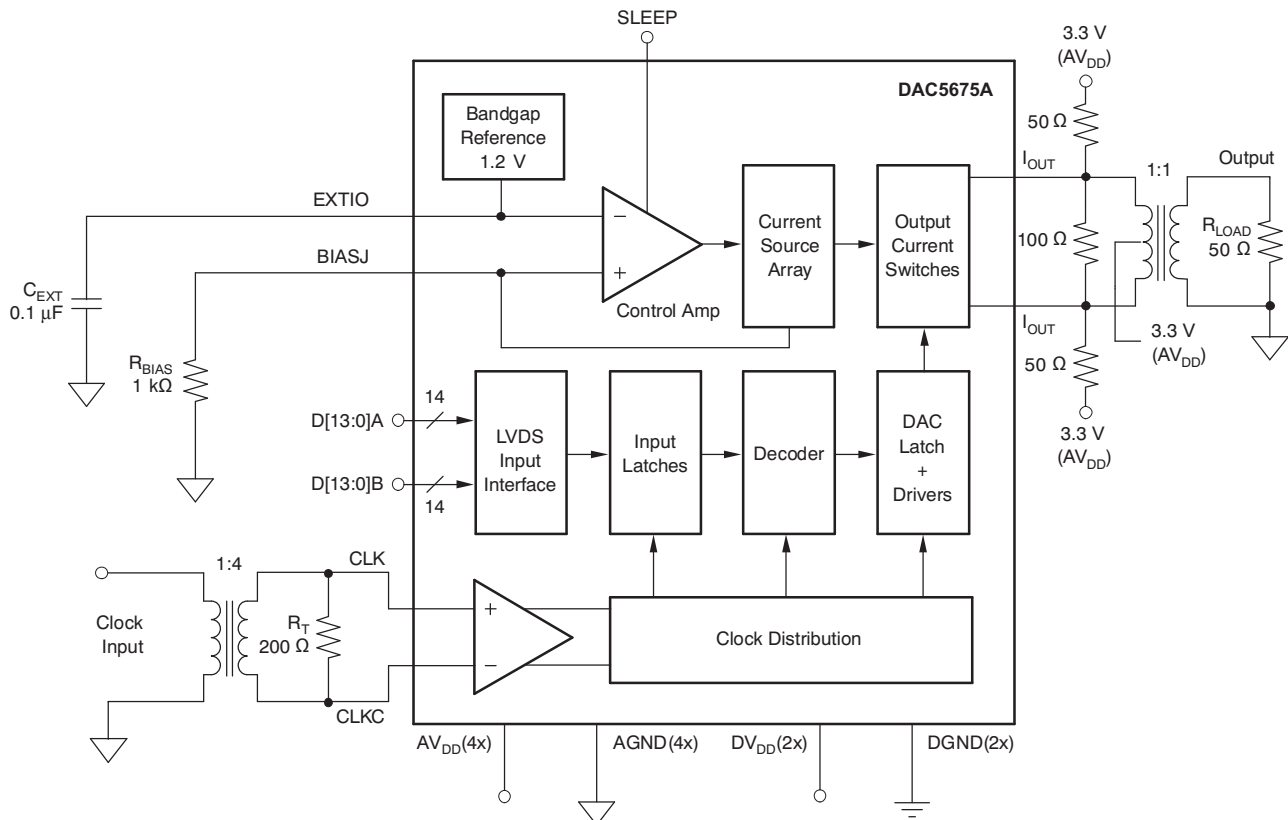 SLEEP
3.3 V
(AV_DD)
DAC5675A
50 Ω
Bandgap
Reference
1.2 V
I_OUT
1:1
Output
EXTIO
−
Current
Source
Array
Output
Current
Switches
100 Ω
R_LOAD
50 Ω
BIASJ
+
Control Amp
C_EXT
0.1 μF
I_OUT
3.3 V
(AV_DD)
R_BIAS
1 kΩ
50 Ω
3.3 V
(AV_DD)
D[13:0]A
14
LVDS
Input
Interface
Input
Latches
Decoder
DAC
Latch
+
Drivers
D[13:0]B
14
1:4
CLK
Clock
Input
R_T
200 Ω
+
−
Clock Distribution
CLKC
AV_DD(4x)
AGND(4x)
DV_DD(2x)
DGND(2x)